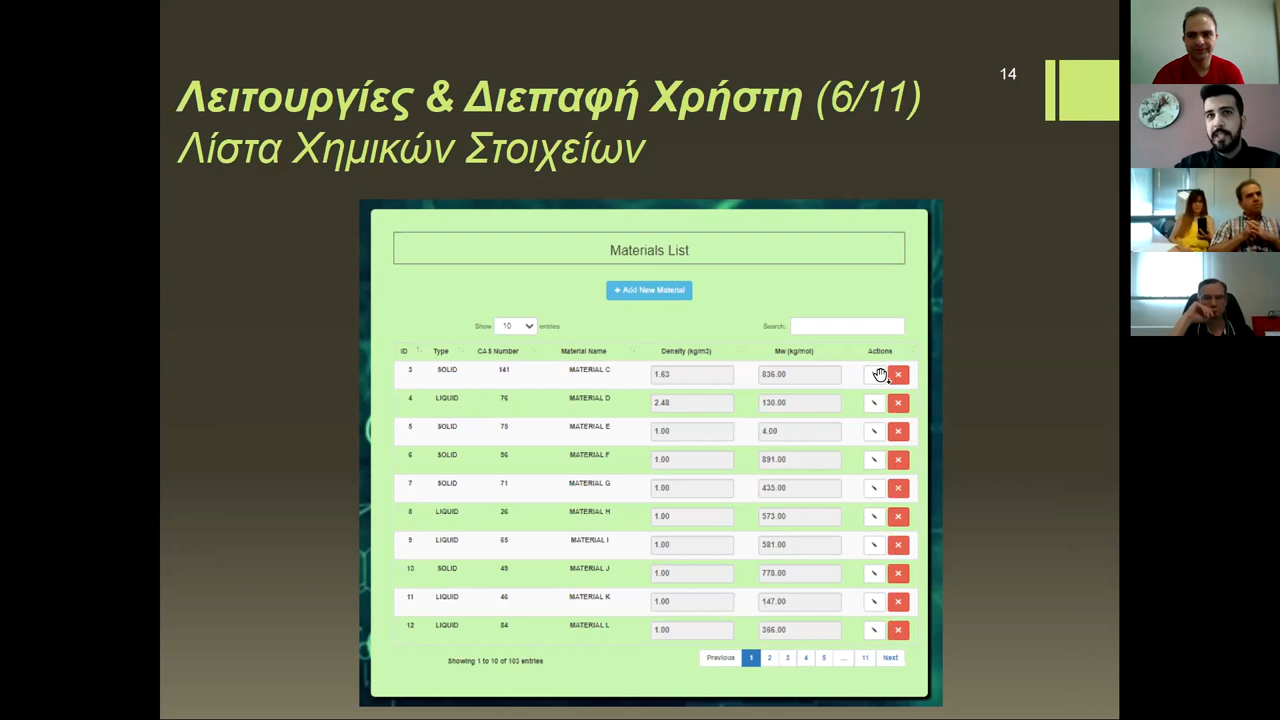 14
Λειτουργίες & Διεπαφή Χρήστη (6/11)
Λίστα Χημικών Στοιχείων
Materials List
+ Add New Material
Show 10 entries Search:
ID Type CAS Number Material Name Density (kg/m3) Mw (kg/mol) Actions
3 SOLID 141 MATERIAL C 1.63 836.00
4 LIQUID 76 MATERIAL D 2.48 130.00
5 SOLID 75 MATERIAL E 1.00 4.00
6 SOLID 96 MATERIAL F 1.00 891.00
7 SOLID 71 MATERIAL G 1.00 435.00
8 LIQUID 26 MATERIAL H 1.00 573.00
9 LIQUID 65 MATERIAL I 1.00 581.00
10 SOLID 49 MATERIAL J 1.00 778.00
11 LIQUID 46 MATERIAL K 1.00 147.00
12 LIQUID 84 MATERIAL L 1.00 366.00
Showing 1 to 10 of 103 entries Previous 1 2 3 4 5 ... 11 Next